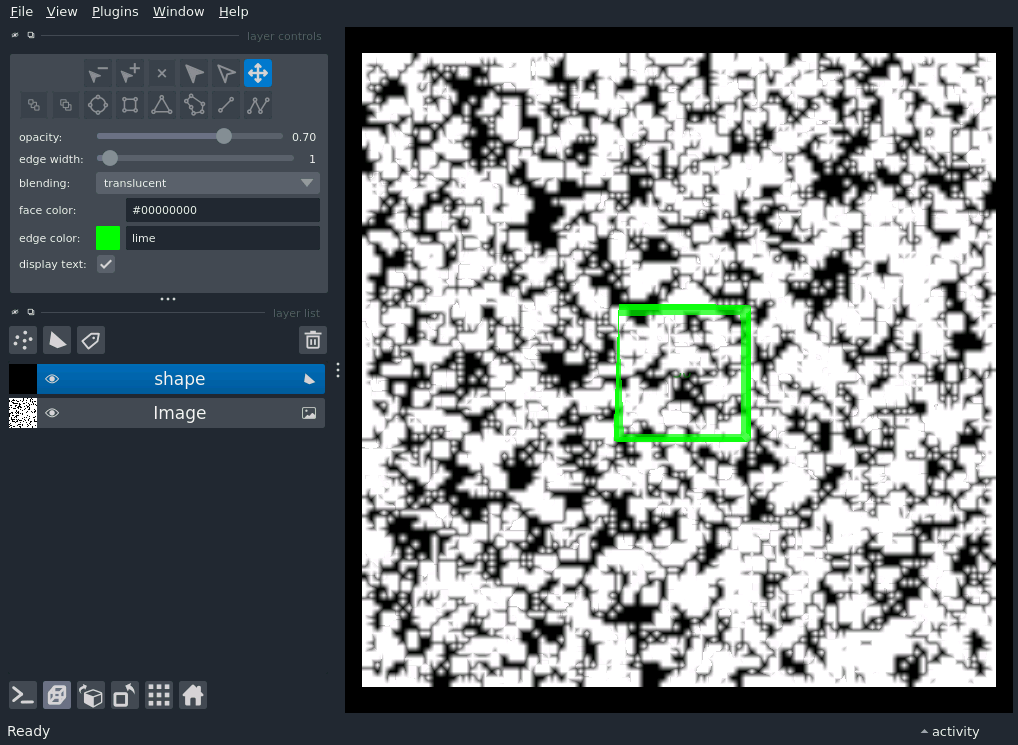 File View Plugins Window Help
layer controls
opacity: 0.70
edge width: 1
blending: translucent
face color: #00000000
edge color: lime
display text:
layer list
shape
Image
Ready activity